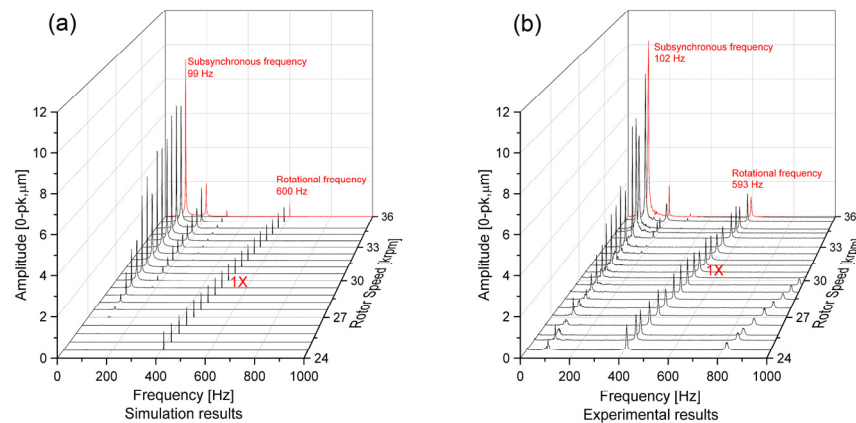 (a)
Subsynchronous frequency
99 Hz
Rotational frequency
600 Hz
1X
12
10
8
6
4
2
0
Amplitude [0-pk,μm]
0
200
400
600
800
1000
Frequency [Hz]
24
27
30
33
36
Rotor Speed [krpm]
Simulation results
(b)
Subsynchronous frequency
102 Hz
Rotational frequency
593 Hz
1X
12
10
8
6
4
2
0
Amplitude [0-pk,μm]
0
200
400
600
800
1000
Frequency [Hz]
24
27
30
33
36
Rotor Speed [krpm]
Experimental results